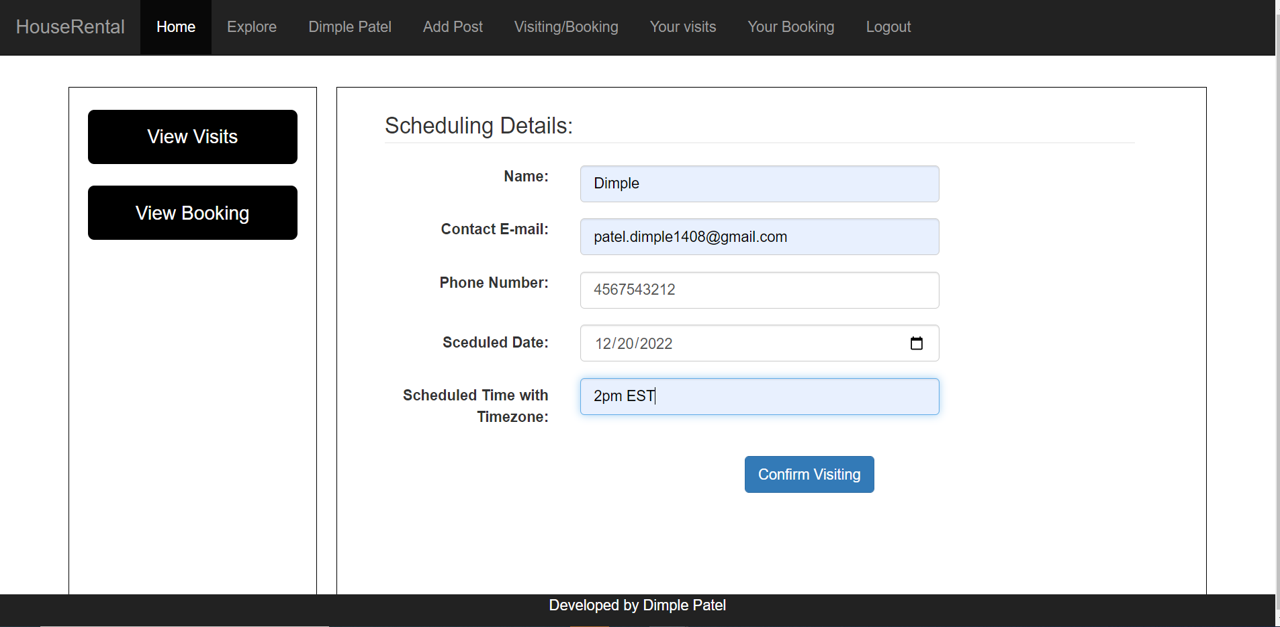 HouseRental Home Explore Dimple Patel Add Post Visiting/Booking Your visits Your Booking Logout
View Visits
View Booking
Scheduling Details:
Name: Dimple
Contact E-mail: patel.dimple1408@gmail.com
Phone Number: 4567543212
Sceduled Date: 12/20/2022
Scheduled Time with
Timezone:
2pm EST
Confirm Visiting
Developed by Dimple Patel